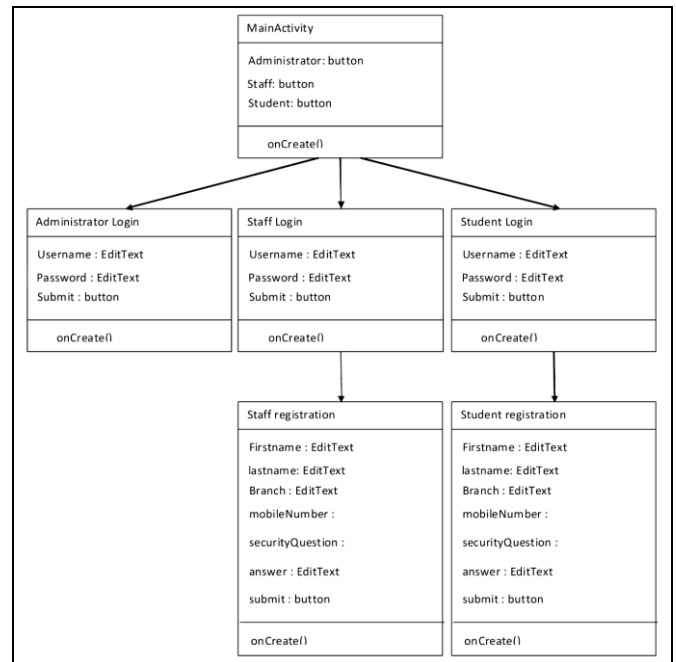 MainActivity
Administrator: button
Staff: button
Student: button
onCreate()
Administrator Login
Username : EditText
Password : EditText
Submit : button
onCreate()
Staff Login
Username : EditText
Password : EditText
Submit : button
onCreate()
Student Login
Username : EditText
Password : EditText
Submit : button
onCreate()
Staff registration
Firstname : EditText
lastname: EditText
Branch : EditText
mobileNumber :
securityQuestion :
answer : EditText
submit : button
onCreate()
Student registration
Firstname : EditText
lastname: EditText
Branch : EditText
mobileNumber :
securityQuestion :
answer : EditText
submit : button
onCreate()